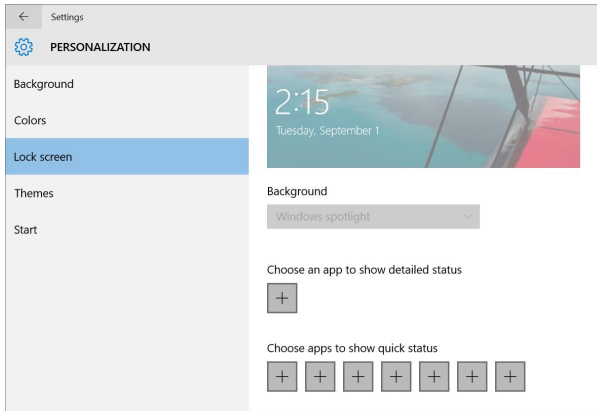 Settings
PERSONALIZATION
Background
Colors
Lock screen
Themes
Start
2:15
Tuesday, September 1
Background
Windows spotlight
Choose an app to show detailed status
Choose apps to show quick status